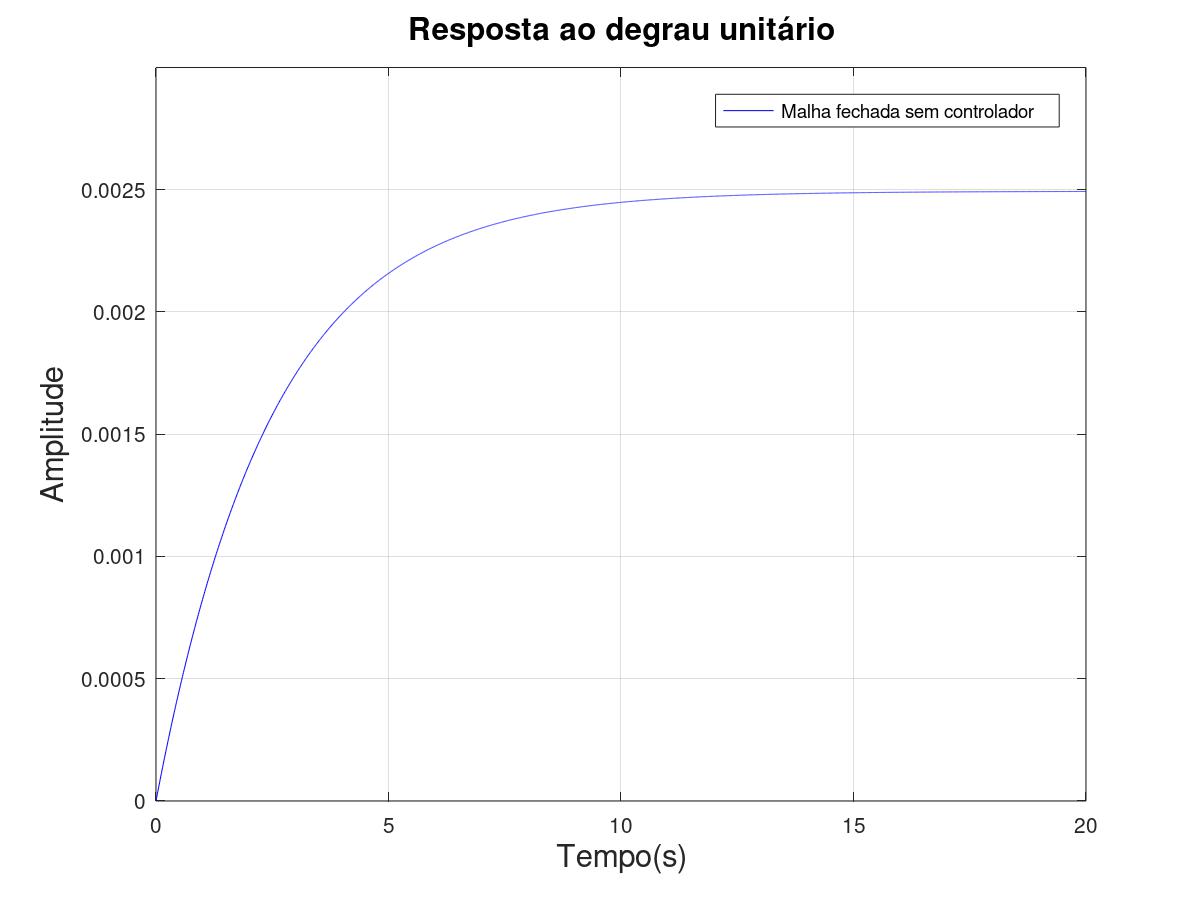 Resposta ao degrau unitário
Malha fechada sem controlador
0.0025
0.002
0.0015
0.001
0.0005
0
Amplitude
0 5 10 15 20
Tempo(s)